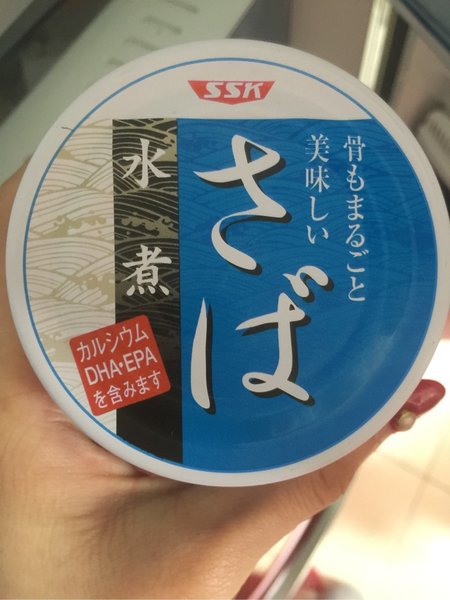 SSK
骨もまるごと
美味しい
さば
水煮
カルシウム
DHA・EPA
を含みます